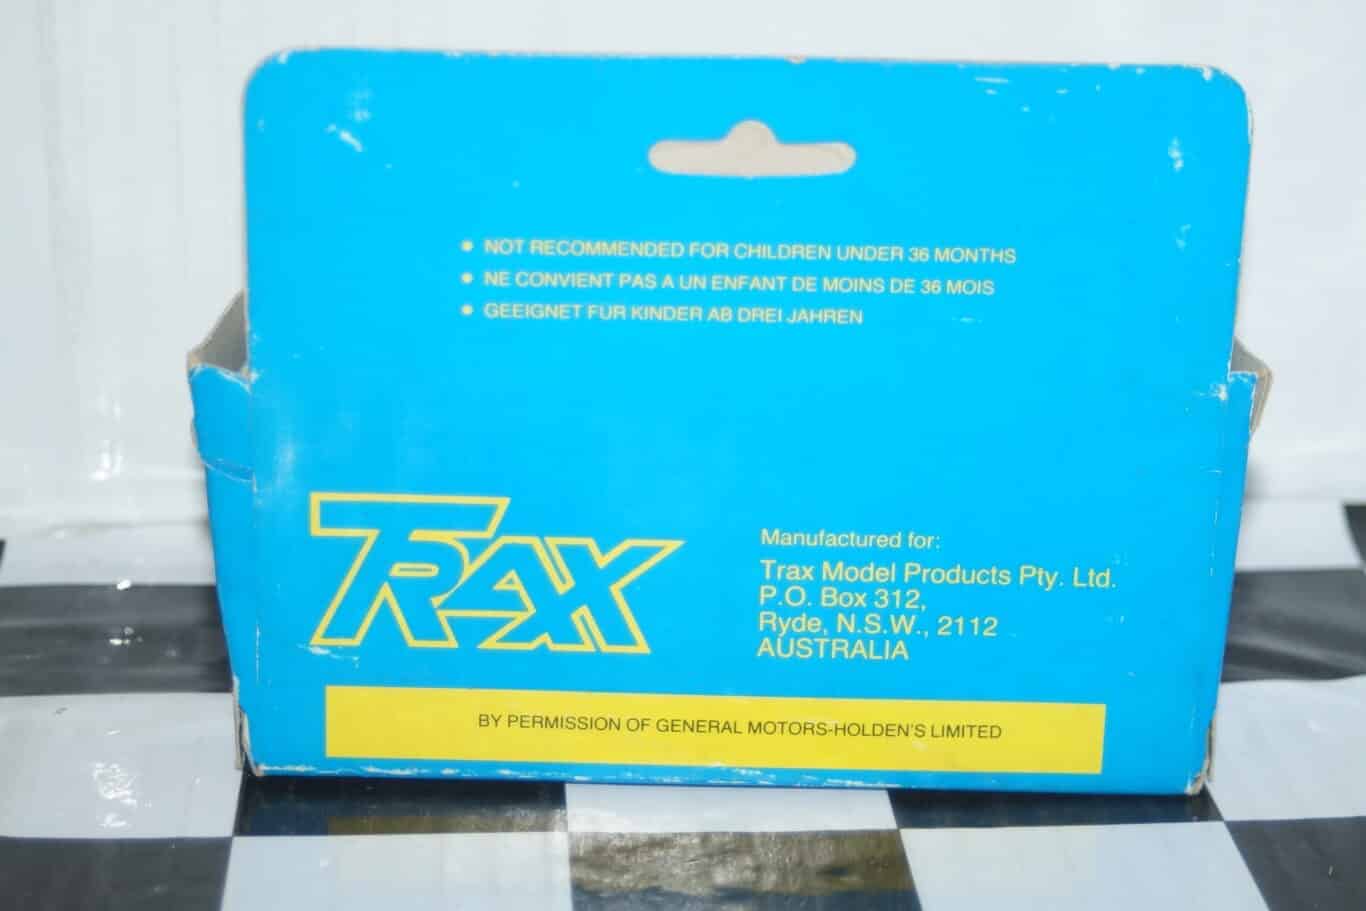 ● NOT RECOMMENDED FOR CHILDREN UNDER 36 MONTHS
● NE CONVIENT PAS A UN ENFANT DE MOINS DE 36 MOIS
● GEEIGNET FUR KINDER AB DREI JAHREN
TRAX
Manufactured for:
Trax Model Products Pty. Ltd.
P.O. Box 312,
Ryde, N.S.W., 2112
AUSTRALIA
BY PERMISSION OF GENERAL MOTORS-HOLDEN'S LIMITED